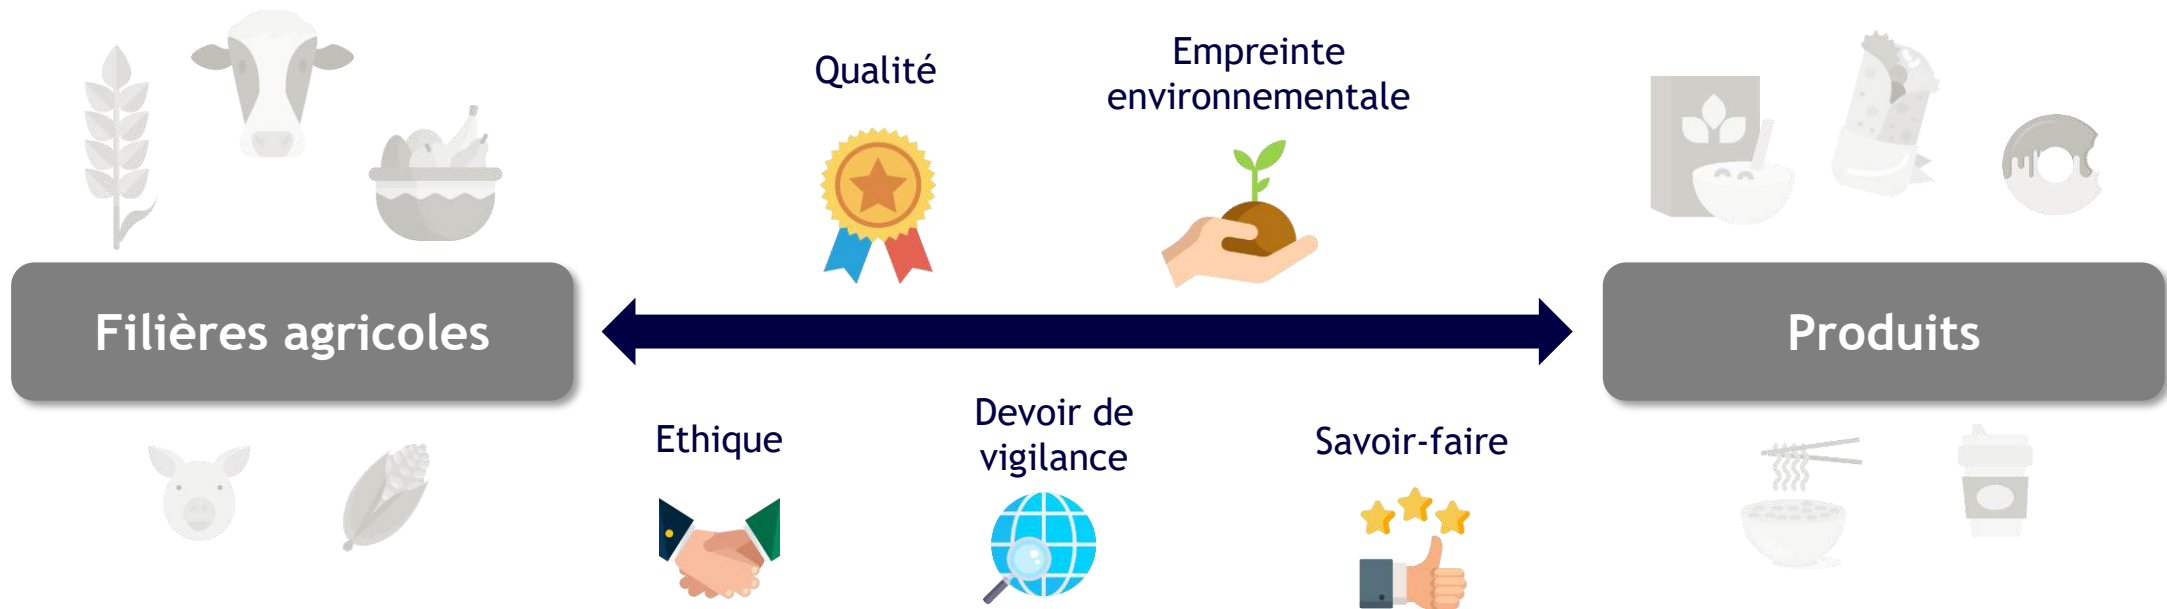 Qualité
Empreinte
environnementale
Filières agricoles
Produits
Ethique
Devoir de
vigilance
Savoir-faire